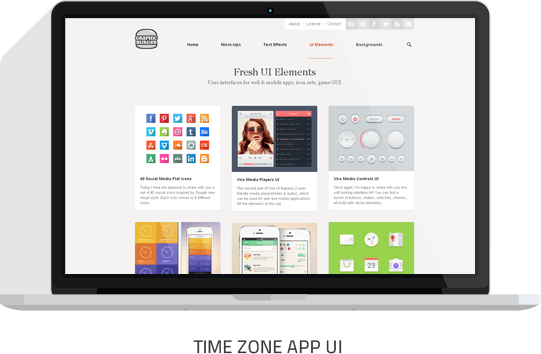 About License Contact
GRAPHIC
BURGER
Home Mock-Ups Text Effects UI Elements Backgrounds
Fresh UI Elements
User interfaces for web & mobile apps, icon sets, game GUI
40 Social Media Flat Icons
Today I have the pleasure to share with you a
set of 40 social icons inspired by Google new
visual style. Each icon comes in 4 different
sizes...
Viro Media Players UI
The second part of Viro UI features 2 user
friendly media players(video & audio), which
can be used for web and mobile applications.
All the elements in this set...
Viro Media Controls UI
Once again, I'm happy to share with you this
soft looking interface kit! You can find a
bunch of buttons, sliders, switches, checks,
all build with vector elements...
23
TIME ZONE APP UI